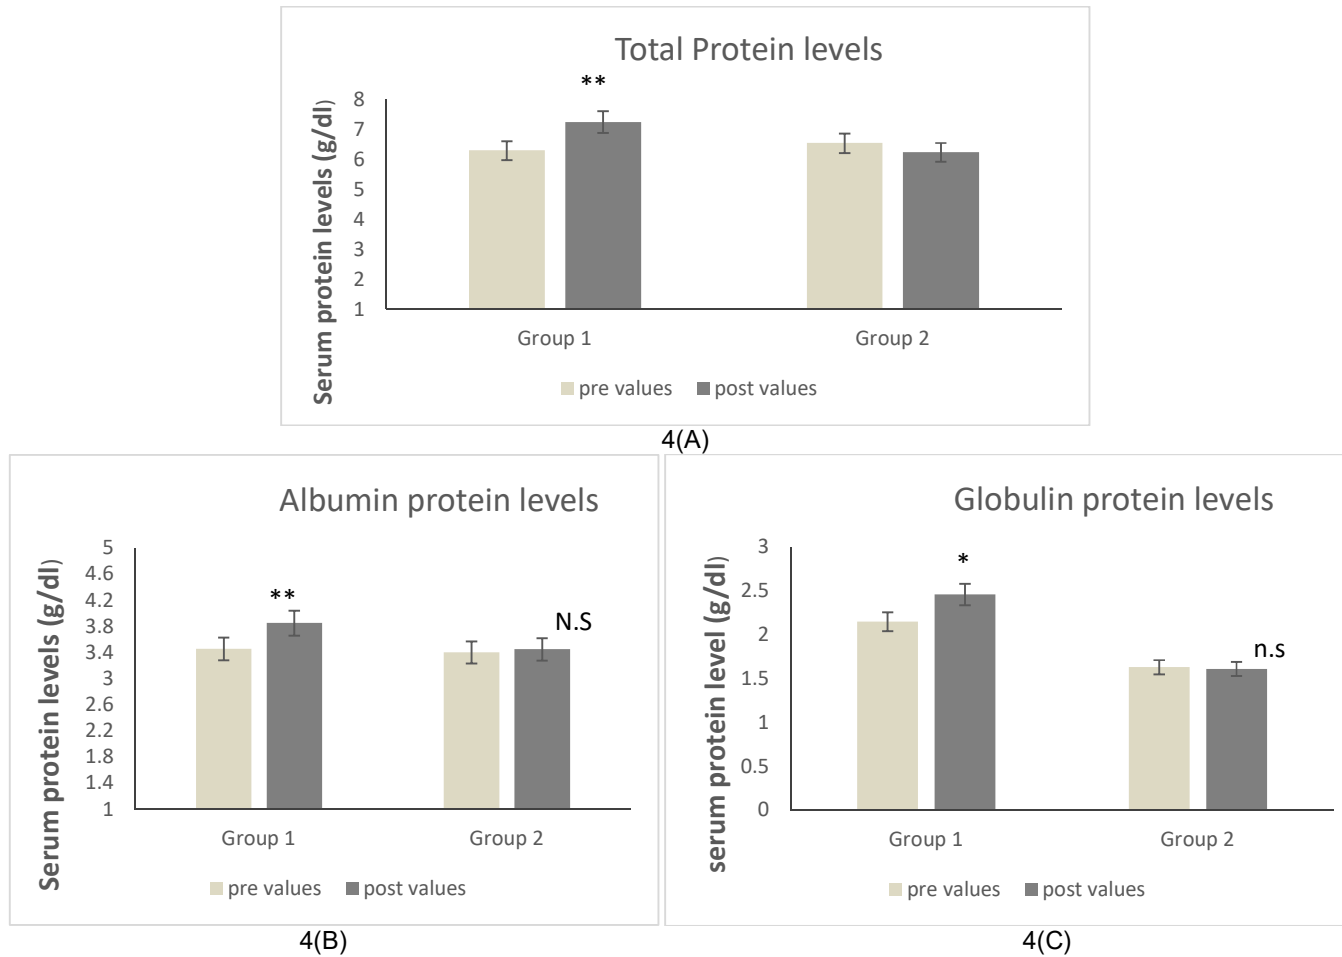 Total Protein levels
**
Serum protein levels (g/dl)
8
7
6
5
4
3
2
1
Group 1
Group 2
pre values
post values
4(A)
Albumin protein levels
Serum protein levels (g/dl)
5
4.6
4.2
3.8
3.4
3
2.6
2.2
1.8
1.4
1
**
N.S
Group 1
Group 2
pre values
post values
4(B)
Globulin protein levels
serum protein level (g/dl)
3
2.5
2
1.5
1
0.5
0
*
n.s
Group 1
Group 2
pre values
post values
4(C)